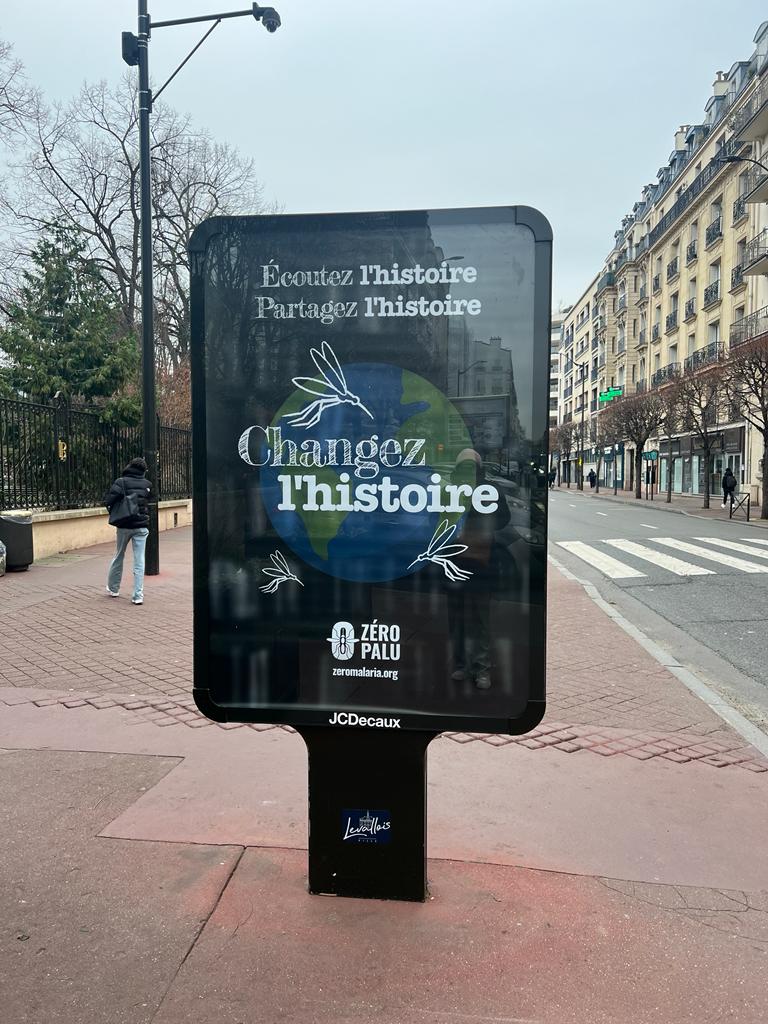 Écoutez l'histoire
Partagez l'histoire
Changez
l'histoire
ZÉRO
PALU
zeromalaria.org
JCDecaux
Levallois